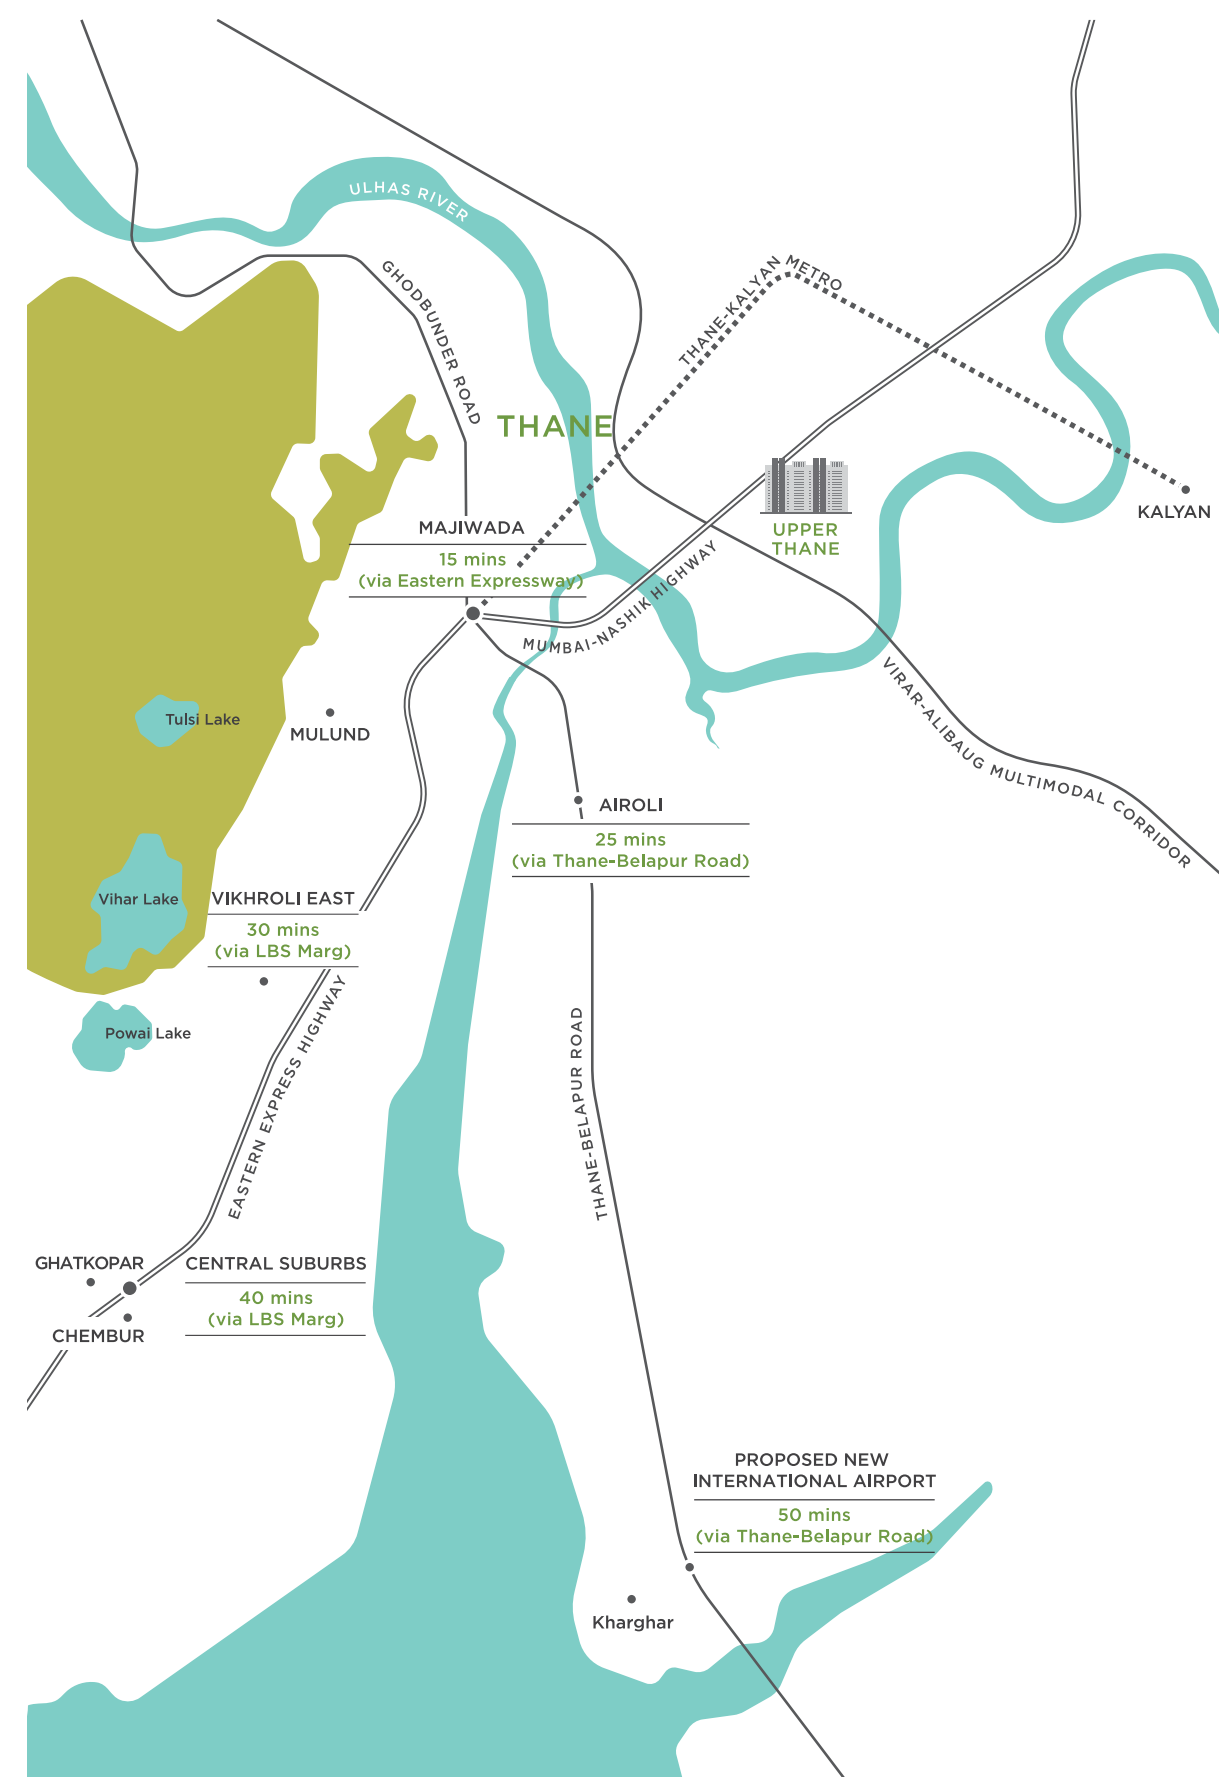 ULHAS RIVER
GHODBUNDER ROAD
THANE-KALYAN METRO
THANE
KALYAN
MAJIWADA
15 mins
(via Eastern Expressway)
UPPER
THANE
MUMBAI-NASHIK HIGHWAY
VIRAR-ALIBAUG MULTIMODAL CORRIDOR
Tulsi Lake
MULUND
AIROLI
25 mins
(via Thane-Belapur Road)
Vihar Lake
VIKHROLI EAST
30 mins
(via LBS Marg)
Powai Lake
EASTERN EXPRESS HIGHWAY
THANE-BELAPUR ROAD
GHATKOPAR
CENTRAL SUBURBS
40 mins
(via LBS Marg)
CHEMBUR
PROPOSED NEW
INTERNATIONAL AIRPORT
50 mins
(via Thane-Belapur Road)
Kharghar